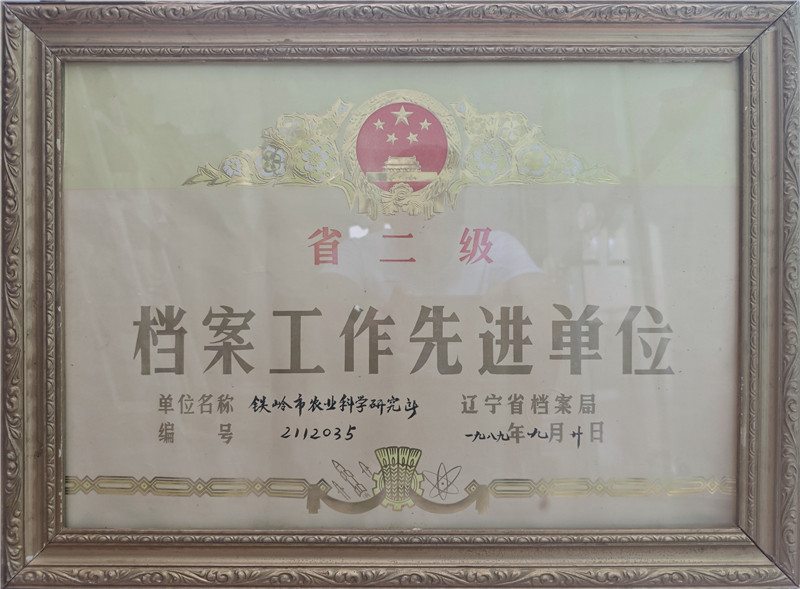 省二级
档案工作先进单位
单位名称 铁岭市农业科学研究所 辽宁省档案局
编号 2112035 一九八九年九月廿日